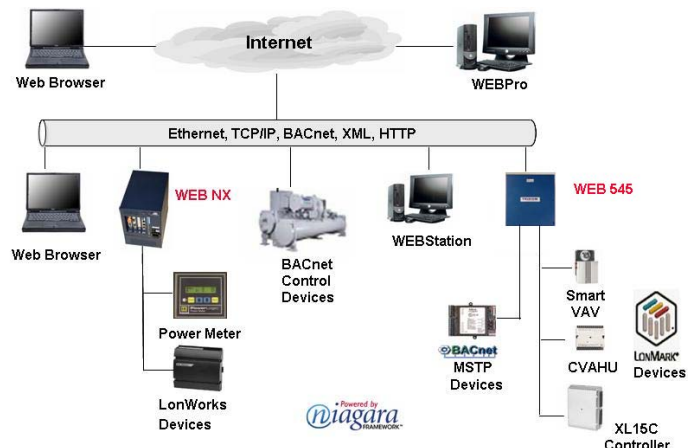 Internet
Web Browser
WEBPro
Ethernet, TCP/IP, BACnet, XML, HTTP
WEB NX
WEB 545
Web Browser
BACnet
Control
Devices
WEBStation
Power Meter
LonWorks
Devices
BACnet
MSTP
Devices
Smart
VAV
CVAHU
LONMARK®
Devices
XL15C
Controller
Powered by
niagara
FRAMEWORK™